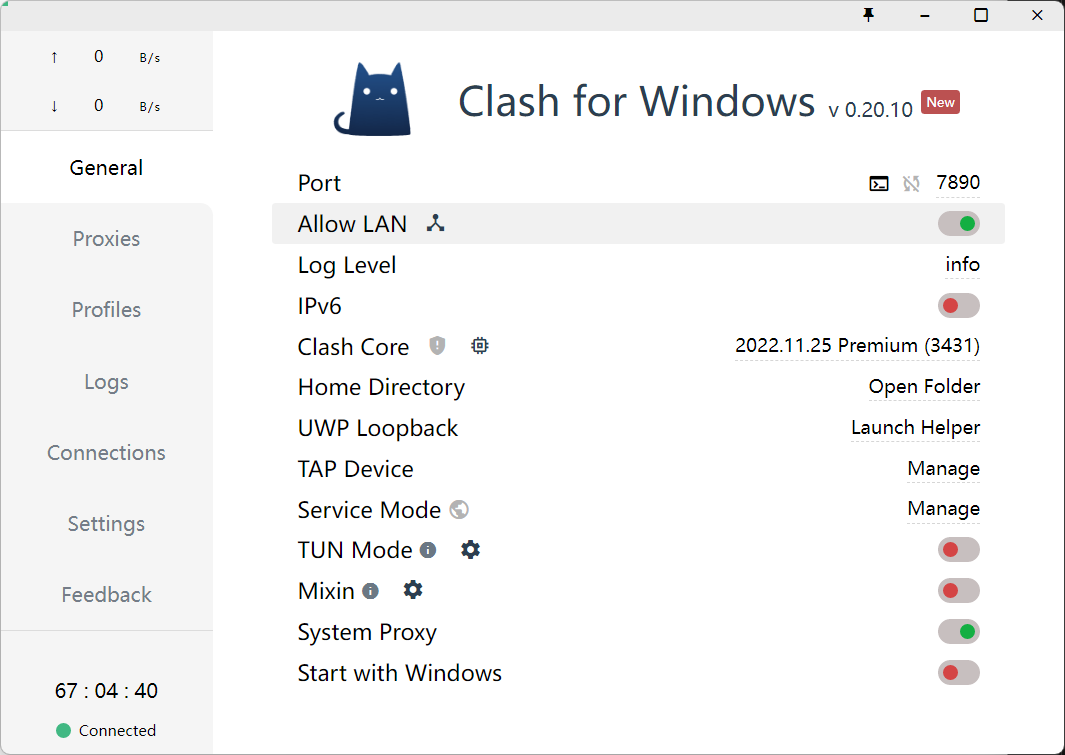 ↑ 0 B/s
↓ 0 B/s
General
Proxies
Profiles
Logs
Connections
Settings
Feedback
67 : 04 : 40
Connected
Clash for Windows v 0.20.10 New
Port 7890
Allow LAN
Log Level info
IPv6
Clash Core 2022.11.25 Premium (3431)
Home Directory Open Folder
UWP Loopback Launch Helper
TAP Device Manage
Service Mode Manage
TUN Mode
Mixin
System Proxy
Start with Windows